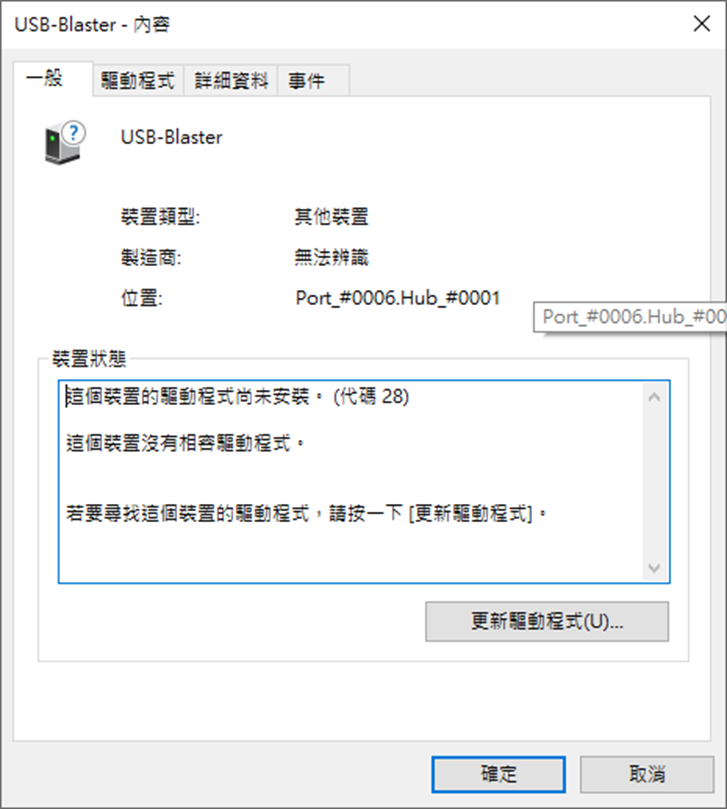 USB-Blaster - 內容
一般
驅動程式
詳細資料
事件
USB-Blaster
裝置類型: 其他裝置
製造商: 無法辨識
位置: Port_#0006.Hub_#0001
Port_#0006.Hub_#00
裝置狀態
這個裝置的驅動程式尚未安裝。 (代碼 28)
這個裝置沒有相容驅動程式。
若要尋找這個裝置的驅動程式，請按一下 [更新驅動程式]。
更新驅動程式(U)...
確定
取消